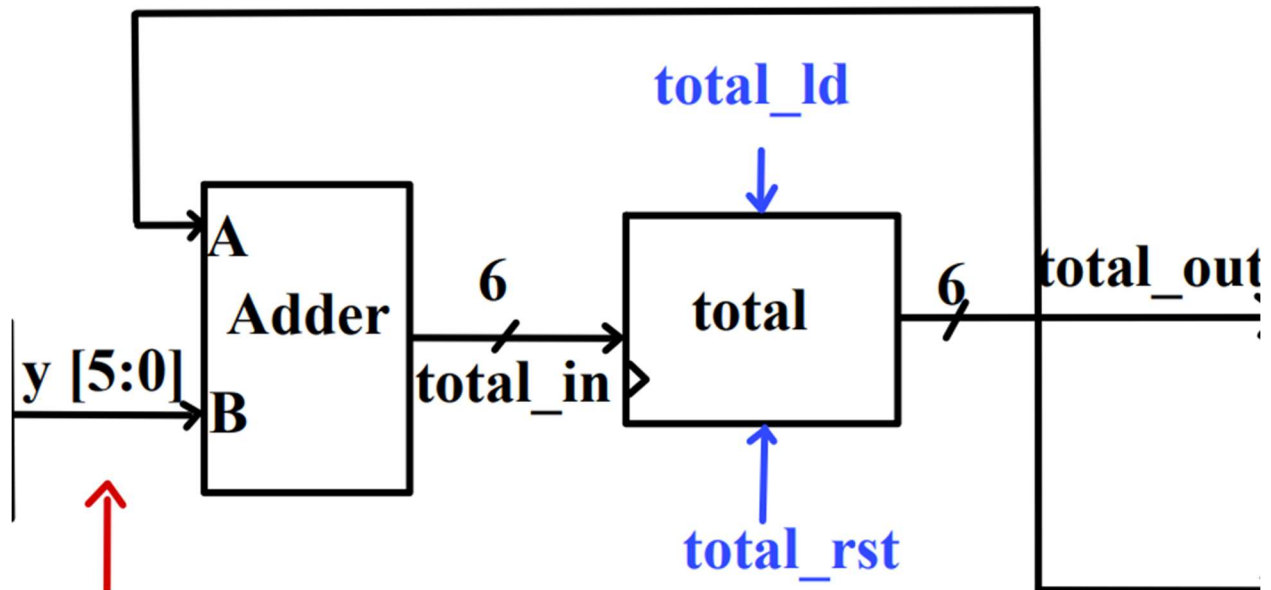 total_ld
A
Adder
6
total_in
total
6
total_out
y [5:0]
B
total_rst